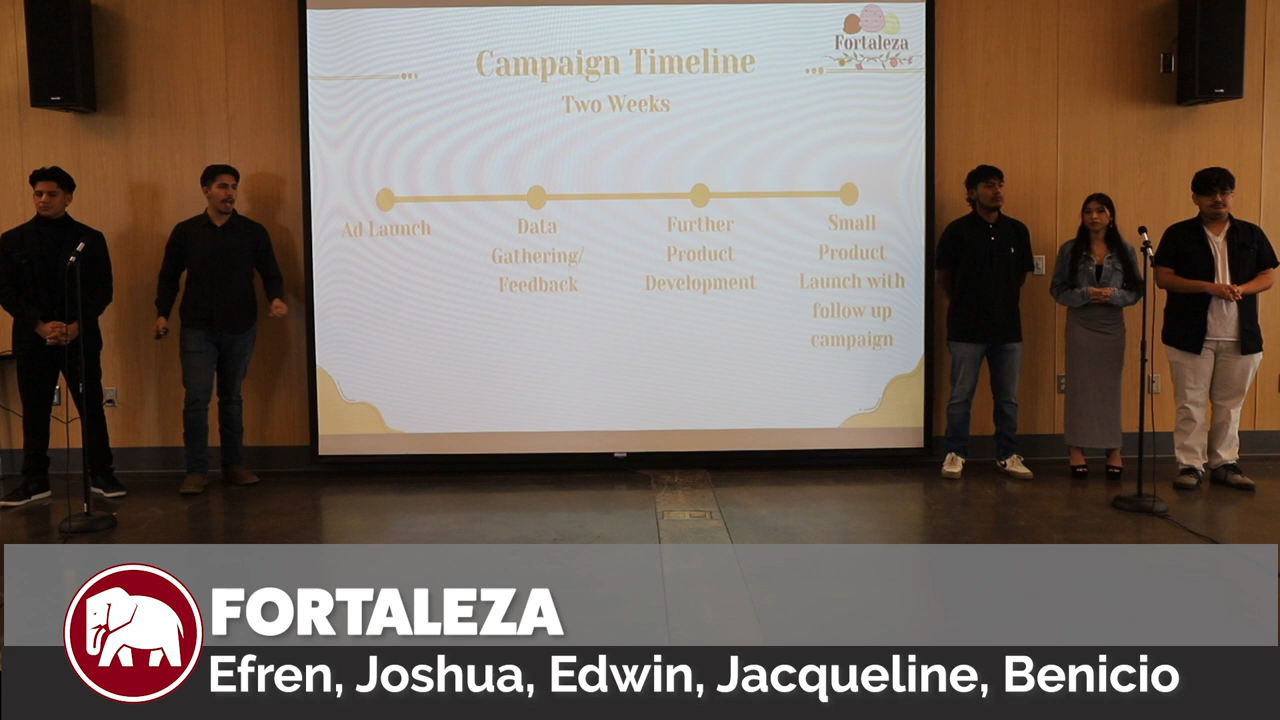 Fortaleza
Campaign Timeline
Two Weeks
Ad Launch
Data
Gathering/
Feedback
Further
Product
Development
Small
Product
Launch with
follow up
campaign
FORTALEZA
Efren, Joshua, Edwin, Jacqueline, Benicio